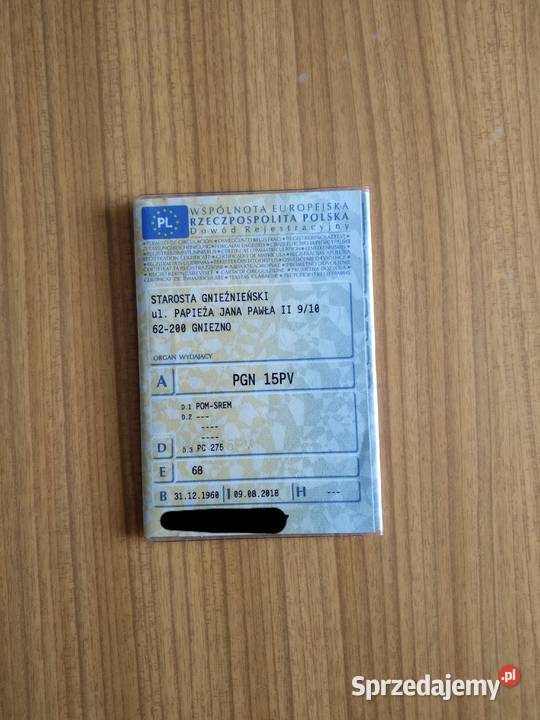 PL
WSPÓLNOTA EUROPEJSKA
RZECZPOSPOLITA POLSKA
Dowód Rejestracyjny
STAROSTA GNIEŹNIEŃSKI
ul. PAPIEŻA JANA PAWŁA II 9/10
62-200 GNIEZNO
ORGAN WYDAJĄCY
A PGN 15PV
D.1 POM-SREM
D.2 ---
----
----
D D.3 PC 275
E 68
B 31.12.1960 I 09.08.2018 H ---
Sprzedajemy.pl